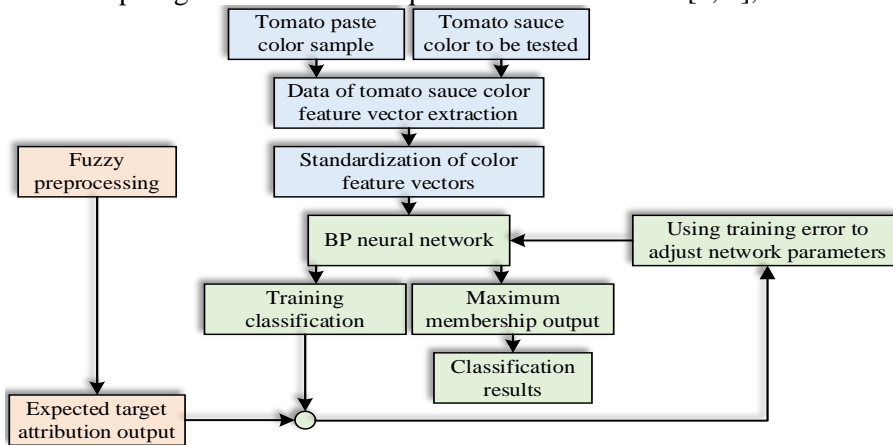 Tomato paste
color sample
Tomato sauce
color to be tested
Data of tomato sauce color
feature vector extraction
Standardization of color
feature vectors
Fuzzy
preprocessing
BP neural network
Using training error to
adjust network parameters
Training
classification
Maximum
membership output
Classification
results
Expected target
attribution output